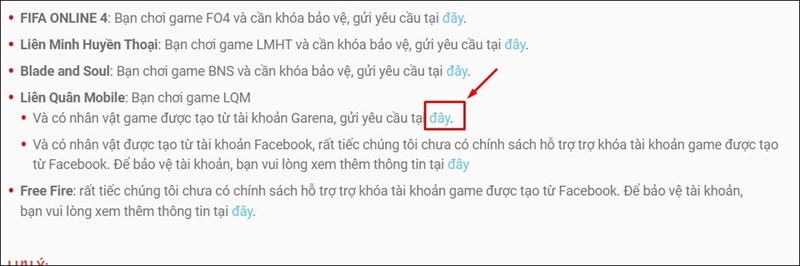 FIFA ONLINE 4: Bạn chơi game FO4 và cần khóa bảo vệ, gửi yêu cầu tại đây.
Liên Minh Huyền Thoại: Bạn chơi game LMHT và cần khóa bảo vệ, gửi yêu cầu tại đây.
Blade and Soul: Bạn chơi game BNS và cần khóa bảo vệ, gửi yêu cầu tại đây.
Liên Quân Mobile: Bạn chơi game LQM
Và có nhân vật game được tạo từ tài khoản Garena, gửi yêu cầu tại đây.
Và có nhân vật được tạo từ tài khoản Facebook, rất tiếc chúng tôi chưa có chính sách hỗ trợ trợ khóa tài khoản game được tạo
từ Facebook. Để bảo vệ tài khoản, bạn vui lòng xem thêm thông tin tại đây
Free Fire: rất tiếc chúng tôi chưa có chính sách hỗ trợ trợ khóa tài khoản game được tạo từ Facebook. Để bảo vệ tài khoản,
bạn vui lòng xem thêm thông tin tại đây.